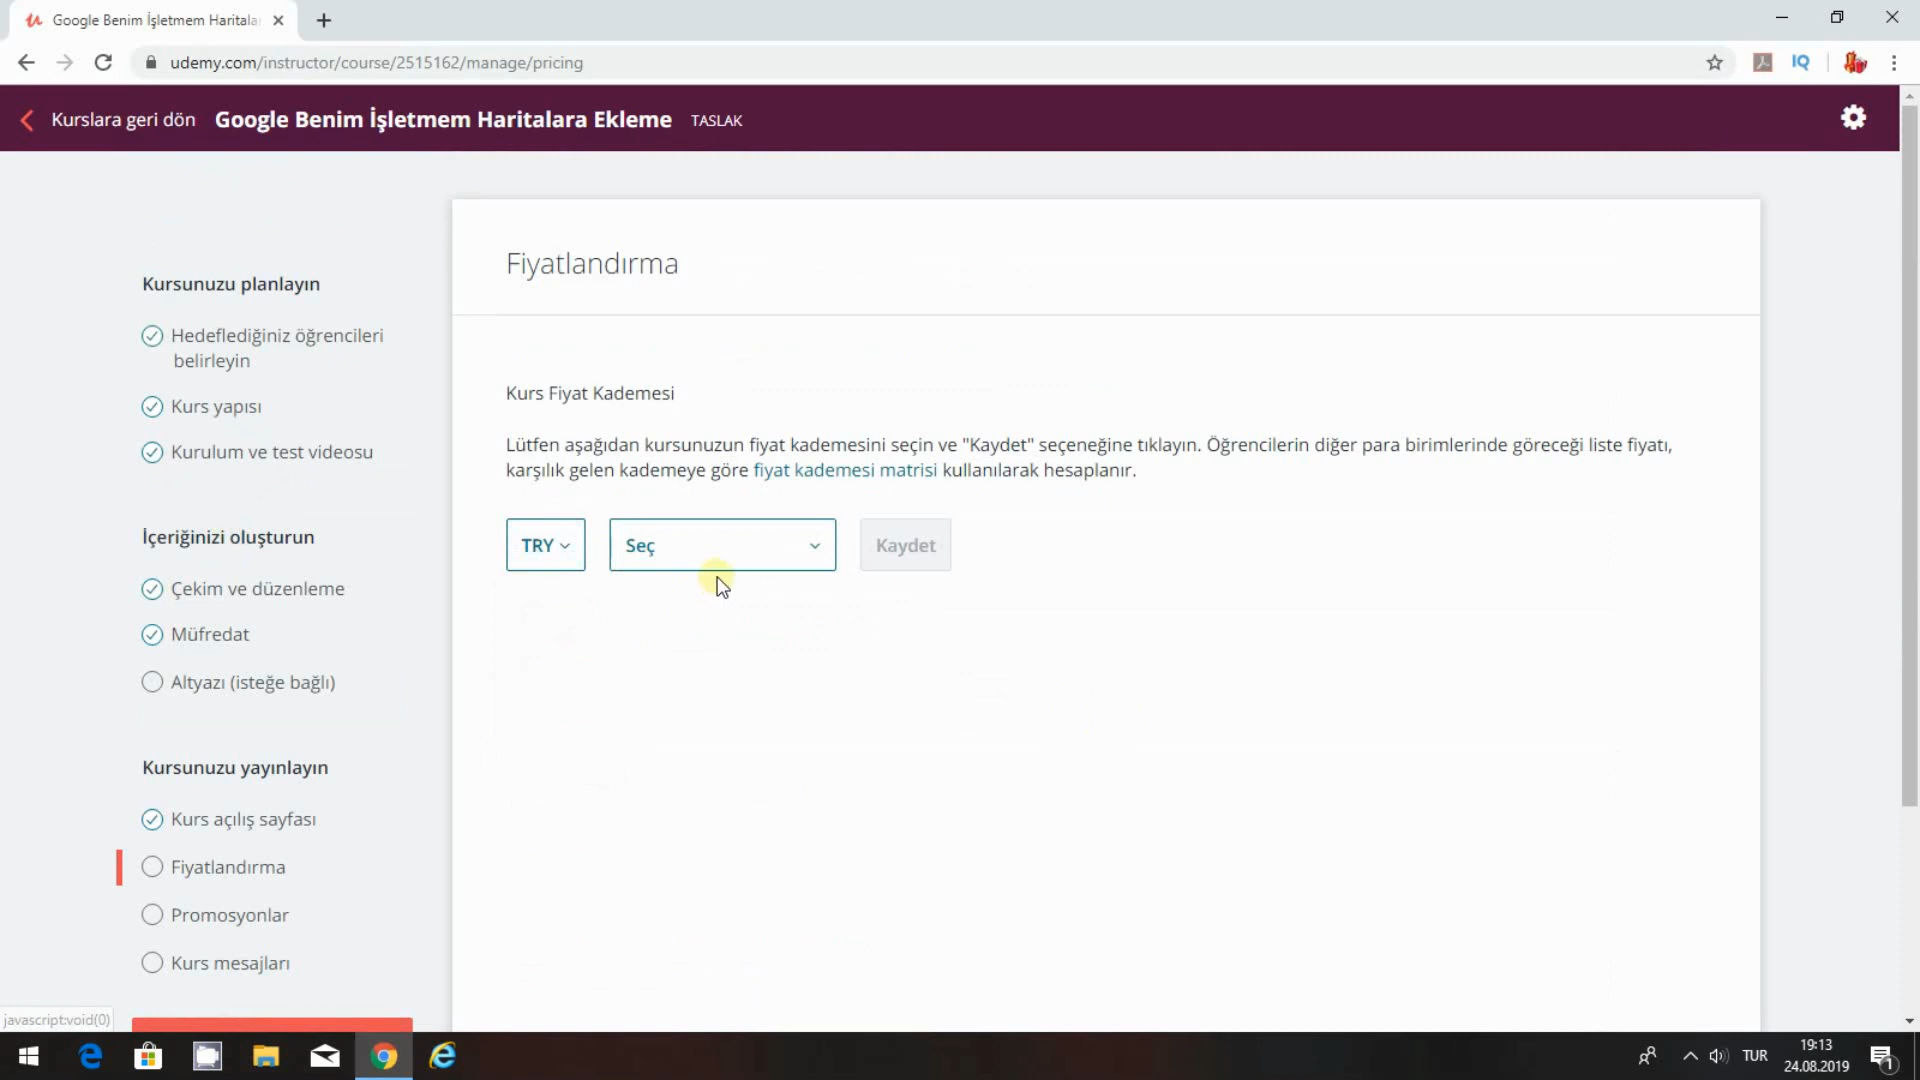 Google Benim İşletmem Haritala
udemy.com/instructor/course/2515162/manage/pricing
IQ
Kurslara geri dön
Google Benim İşletmem Haritalara Ekleme
TASLAK
Kursunuzu planlayın
Hedeflediğiniz öğrencileri
belirleyin
Kurs yapısı
Kurulum ve test videosu
İçeriğinizi oluşturun
Çekim ve düzenleme
Müfredat
Altyazı (isteğe bağlı)
Kursunuzu yayınlayın
Kurs açılış sayfası
Fiyatlandırma
Promosyonlar
Kurs mesajları
Fiyatlandırma
Kurs Fiyat Kademesi
Lütfen aşağıdan kursunuzun fiyat kademesini seçin ve "Kaydet" seçeneğine tıklayın. Öğrencilerin diğer para birimlerinde göreceği liste fiyatı,
karşılık gelen kademeye göre fiyat kademesi matrisi kullanılarak hesaplanır.
TRY
Seç
Kaydet
javascript:void(0)
TUR
19:13
24.08.2019
1